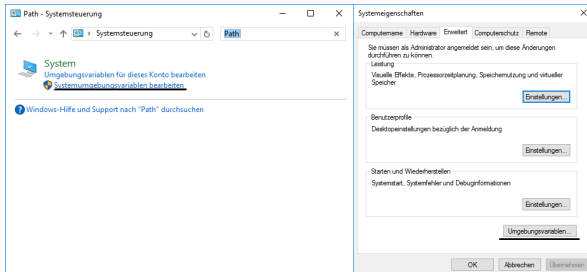 Path - Systemsteuerung
Systemsteuerung
Path
System
Umgebungsvariablen für dieses Konto bearbeiten
Systemumgebungsvariablen bearbeiten
Windows-Hilfe und Support nach "Path" durchsuchen
Systemeigenschaften
Computername Hardware Erweitert Computerschutz Remote
Sie müssen als Administrator angemeldet sein, um diese Änderungen
durchführen zu können.
Leistung
Visuelle Effekte, Prozessorzeitplanung, Speichernutzung und virtueller
Speicher
Einstellungen...
Benutzerprofile
Desktopeinstellungen bezüglich der Anmeldung
Einstellungen...
Starten und Wiederherstellen
Systemstart, Systemfehler und Debuginformationen
Einstellungen...
Umgebungsvariablen...
OK Abbrechen Übernehmen